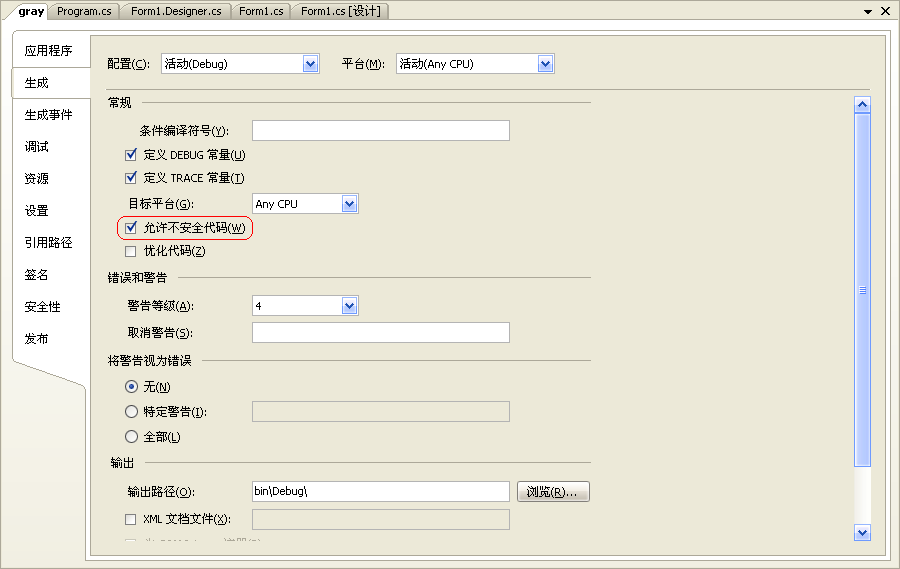 gray Program.cs Form1.Designer.cs Form1.cs Form1.cs [设计]
应用程序
生成
生成事件
调试
资源
设置
引用路径
签名
安全性
发布
配置(C): 活动(Debug) 平台(M): 活动(Any CPU)
常规
条件编译符号(Y):
定义 DEBUG 常量(U)
定义 TRACE 常量(T)
目标平台(G): Any CPU
允许不安全代码(W)
优化代码(Z)
错误和警告
警告等级(A): 4
取消警告(S):
将警告视为错误
无(N)
特定警告(I):
全部(L)
输出
输出路径(O): bin\Debug\ 浏览(R)...
XML 文档文件(X):